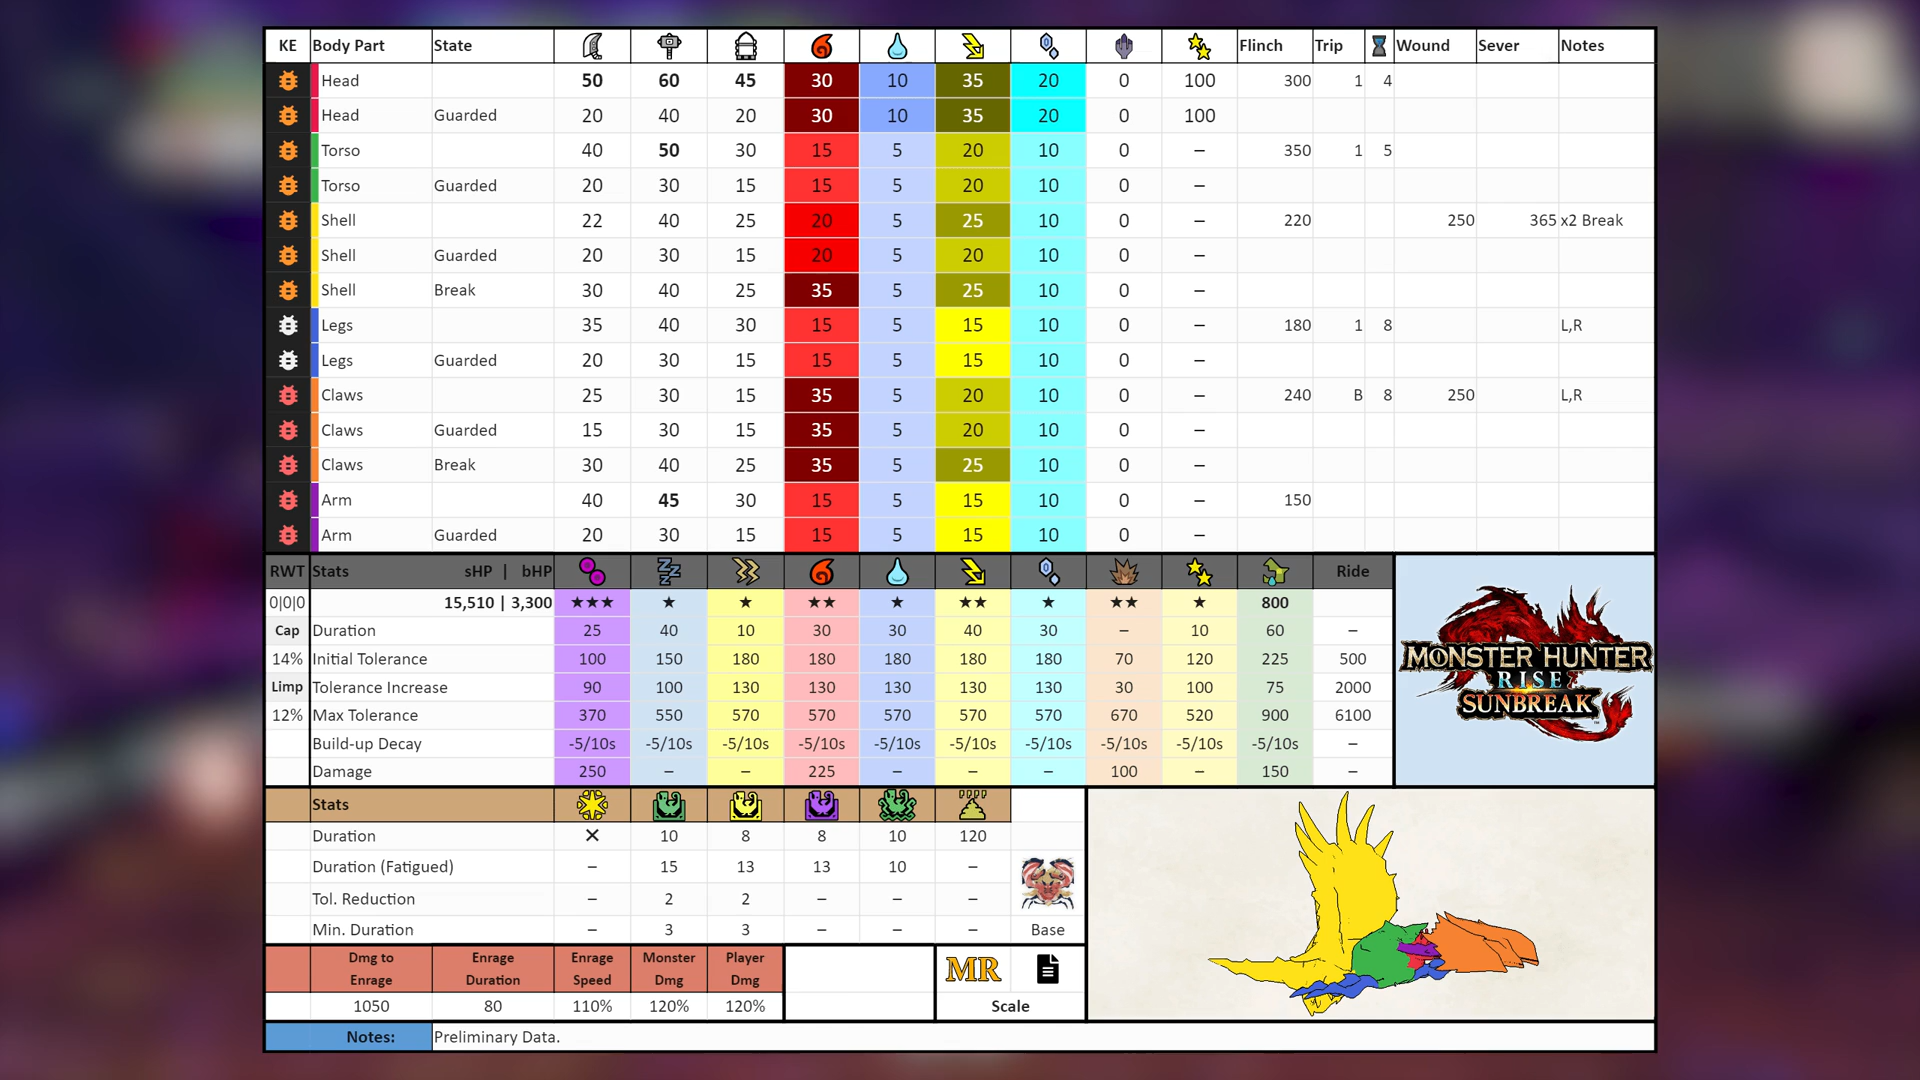 KE Body Part State Flinch Trip Wound Sever Notes
Head 50 60 45 30 10 35 20 0 100 300 1 4
Head Guarded 20 40 20 30 10 35 20 0 100
Torso 40 50 30 15 5 20 10 0 – 350 1 5
Torso Guarded 20 30 15 15 5 20 10 0 –
Shell 22 40 25 20 5 25 10 0 – 220 250 365 x2 Break
Shell Guarded 20 30 15 20 5 20 10 0 –
Shell Break 30 40 25 35 5 25 10 0 –
Legs 35 40 30 15 5 15 10 0 – 180 1 8 L,R
Legs Guarded 20 30 15 15 5 15 10 0 –
Claws 25 30 15 35 5 20 10 0 – 240 B 8 250 L,R
Claws Guarded 15 30 15 35 5 20 10 0 –
Claws Break 30 40 25 35 5 25 10 0 –
Arm 40 45 30 15 5 15 10 0 – 150
Arm Guarded 20 30 15 15 5 15 10 0 –
RWT Stats sHP | bHP Ride
0|0|0 15,510 | 3,300 ★★★ ★ ★ ★★ ★ ★★ ★ ★★ ★ 800
Cap Duration 25 40 10 30 30 40 30 – 10 60 –
14% Initial Tolerance 100 150 180 180 180 180 180 70 120 225 500
Limp Tolerance Increase 90 100 130 130 130 130 130 30 100 75 2000
12% Max Tolerance 370 550 570 570 570 570 570 670 520 900 6100
Build-up Decay -5/10s -5/10s -5/10s -5/10s -5/10s -5/10s -5/10s -5/10s -5/10s -5/10s –
Damage 250 – – 225 – – – 100 – 150 –
MONSTER HUNTER
RISE
SUNBREAK
Stats
Duration ✕ 10 8 8 10 120
Duration (Fatigued) – 15 13 13 10 –
Tol. Reduction – 2 2 – – –
Min. Duration – 3 3 – – – Base
Dmg to Enrage Enrage Duration Enrage Speed Monster Dmg Player Dmg MR
1050 80 110% 120% 120% Scale
Notes: Preliminary Data.